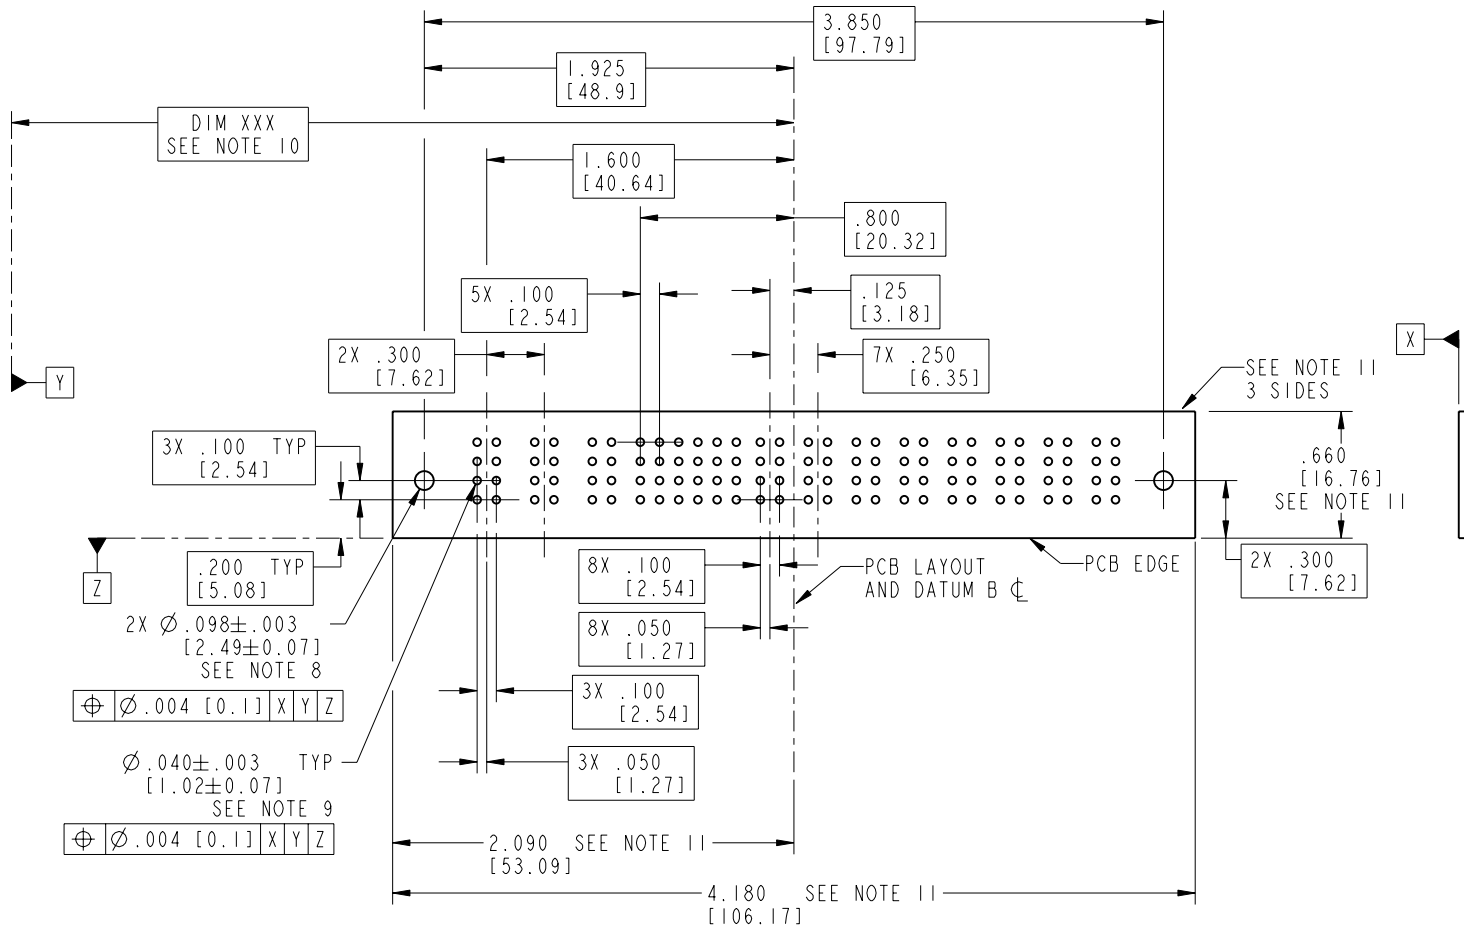 3.850
[97.79]
1.925
[48.9]
DIM XXX
SEE NOTE 10
1.600
[40.64]
.800
[20.32]
5X .100
[2.54]
.125
[3.18]
2X .300
[7.62]
7X .250
[6.35]
X
Y
SEE NOTE 11
3 SIDES
3X .100 TYP
[2.54]
.660
[16.76]
SEE NOTE 11
Z
.200 TYP
[5.08]
8X .100
[2.54]
PCB LAYOUT
AND DATUM B ℄
PCB EDGE
2X .300
[7.62]
2X ⌀.098±.003
[2.49±0.07]
SEE NOTE 8
⌖ ⌀.004 [0.1] X Y Z
8X .050
[1.27]
3X .100
[2.54]
⌀.040±.003 TYP
[1.02±0.07]
SEE NOTE 9
⌖ ⌀.004 [0.1] X Y Z
3X .050
[1.27]
2.090 SEE NOTE 11
[53.09]
4.180 SEE NOTE 11
[106.17]